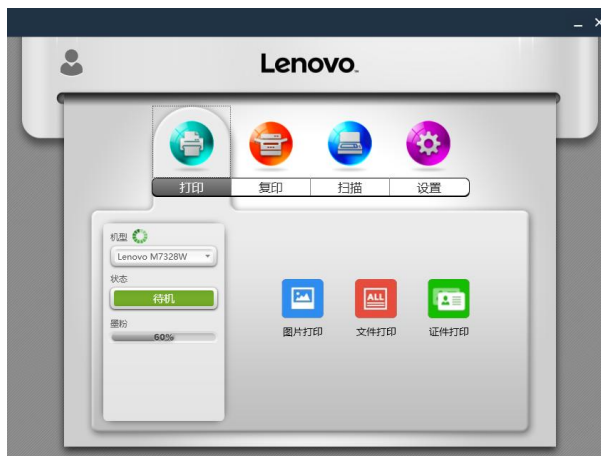 Lenovo
打印 复印 扫描 设置
机型
Lenovo M7328W
状态
待机
墨粉
60%
ALL
图片打印 文件打印 证件打印